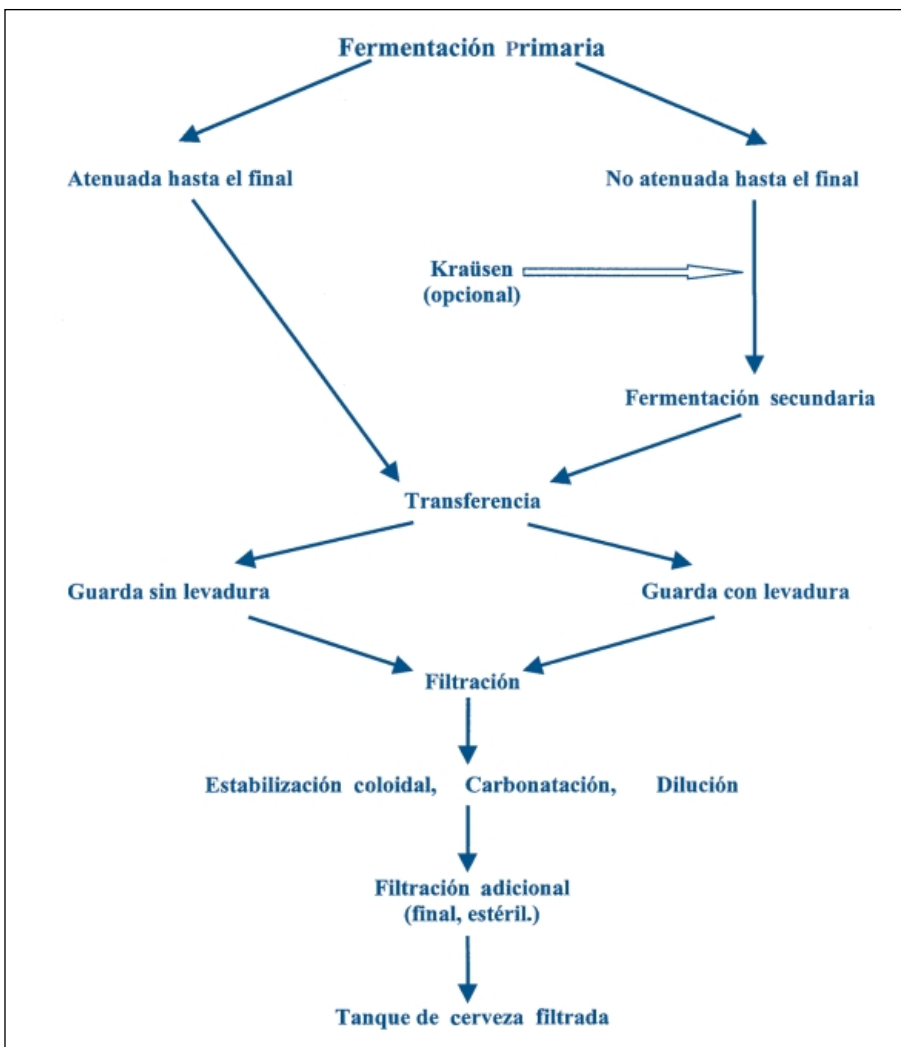 Fermentación Primaria
Atenuada hasta el final
No atenuada hasta el final
Kraüsen
(opcional)
Fermentación secundaria
Transferencia
Guarda sin levadura
Guarda con levadura
Filtración
Estabilización coloidal, Carbonatación, Dilución
Filtración adicional
(final, estéril.)
Tanque de cerveza filtrada